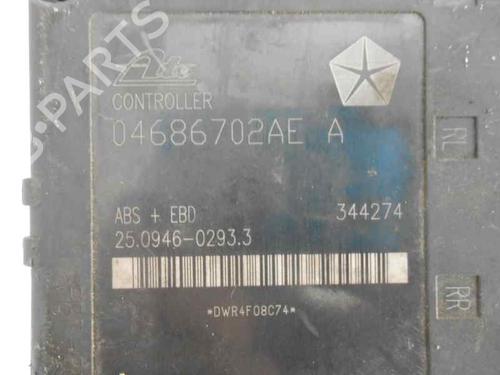 B-PARTS
Ate
CONTROLLER
04686702AE A
RL
ABS + EBD 344274
25.0946-0293.3
RR
*DWR4F08C74*